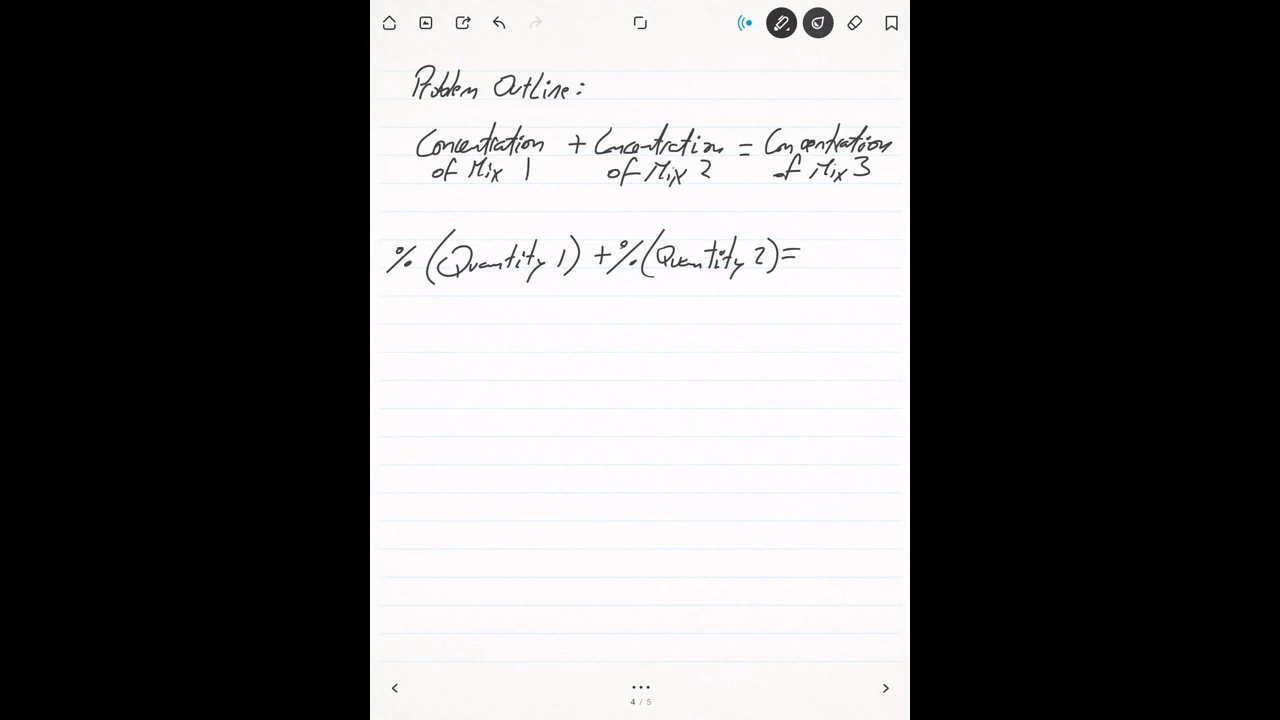 Problem Outline:
Concentration + Concentration = Concentration
of Mix 1 of Mix 2 of Mix 3
% (Quantity 1) + % (Quantity 2) =
4 / 5